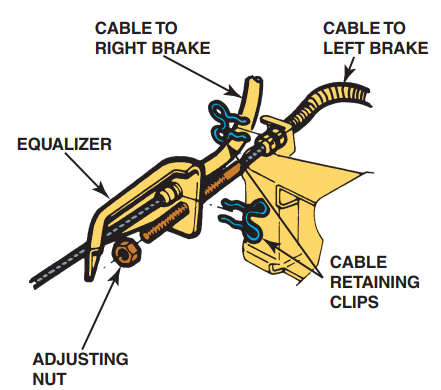 CABLE TO
RIGHT BRAKE
CABLE TO
LEFT BRAKE
EQUALIZER
CABLE
RETAINING
CLIPS
ADJUSTING
NUT